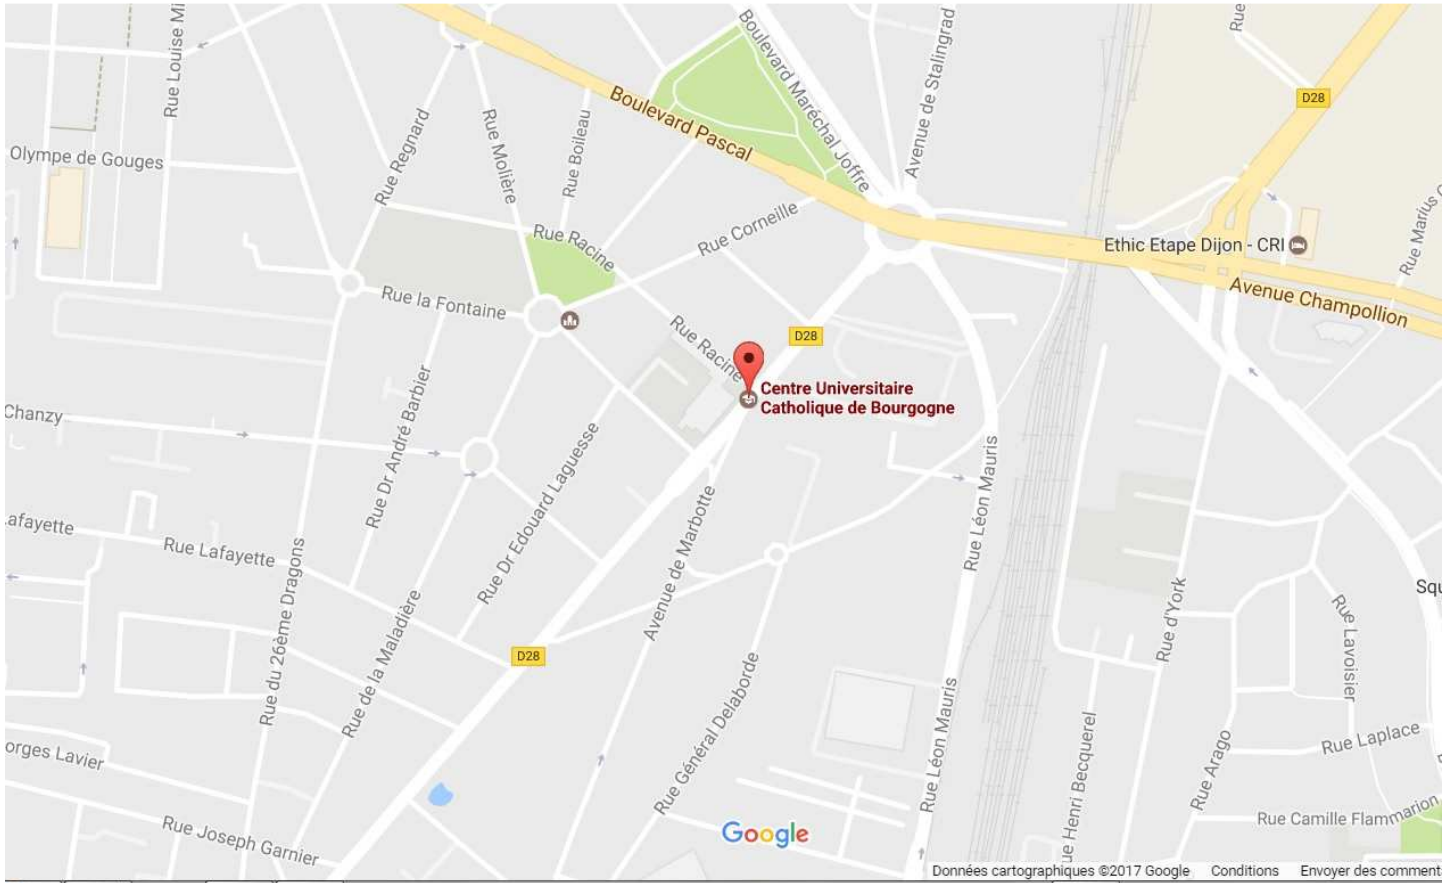 Rue Louise Mi
Boulevard Maréchal Joffre
Avenue de Stalingrad
Rue
D28
Boulevard Pascal
Rue Regnard
Rue Molière
Rue Boileau
Olympe de Gouges
Rue Marius
Rue Racine
Rue Corneille
Ethic Etape Dijon - CRI
Avenue Champollion
Rue la Fontaine
Rue Racine
D28
Centre Universitaire
Catholique de Bourgogne
Chanzy
Rue Dr André Barbier
Rue Dr Edouard Laguesse
Rue Léon Mauris
afayette
Rue Lafayette
Avenue de Marbotte
Rue du 26ème Dragons
Rue de la Maladière
Rue d'York
Squ
Rue Lavoisier
D28
Rue Général Delaborde
Rue Léon Mauris
Rue Henri Becquerel
Rue Arago
Rue Laplace
orges Lavier
Rue Joseph Garnier
Rue Camille Flammarion
Google
Données cartographiques ©2017 Google Conditions Envoyer des comment